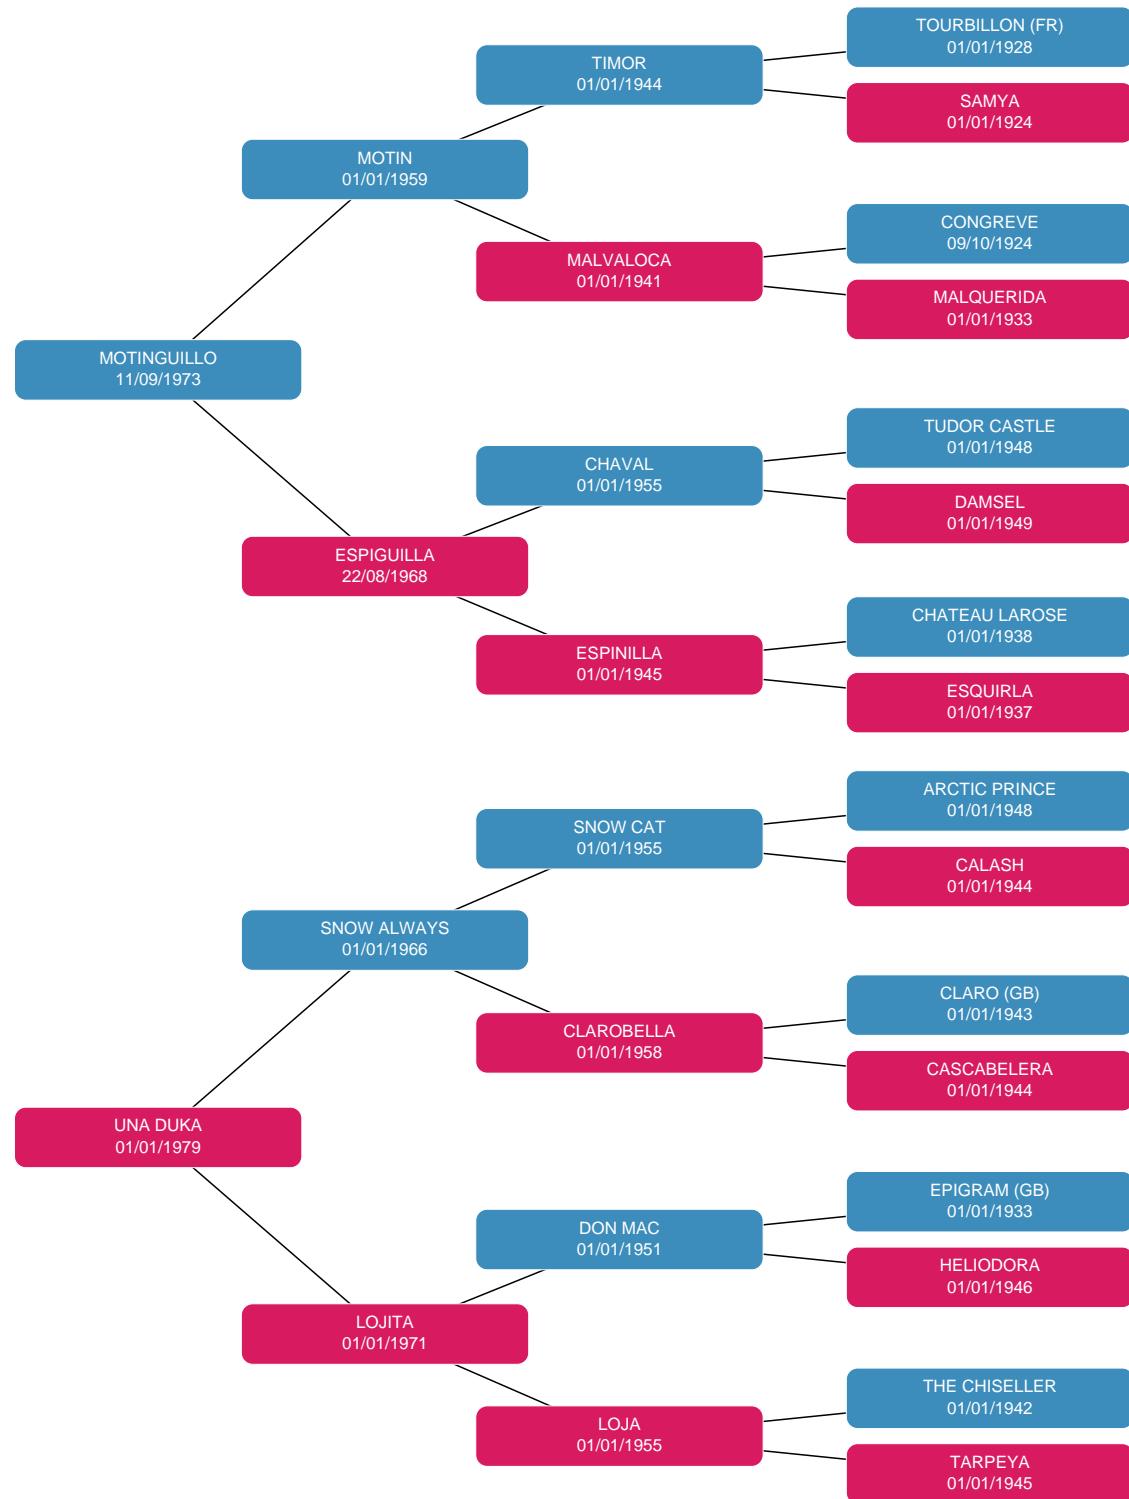 TOURBILLON (FR)
01/01/1928
TIMOR
01/01/1944
SAMYA
01/01/1924
MOTIN
01/01/1959
CONGREVE
09/10/1924
MALVALOCA
01/01/1941
MALQUERIDA
01/01/1933
MOTINGUILLO
11/09/1973
TUDOR CASTLE
01/01/1948
CHAVAL
01/01/1955
DAMSEL
01/01/1949
ESPIGUILLA
22/08/1968
CHATEAU LAROSE
01/01/1938
ESPINILLA
01/01/1945
ESQUIRLA
01/01/1937
ARCTIC PRINCE
01/01/1948
SNOW CAT
01/01/1955
CALASH
01/01/1944
SNOW ALWAYS
01/01/1966
CLARO (GB)
01/01/1943
CLAROBELLA
01/01/1958
CASCABELERA
01/01/1944
UNA DUKA
01/01/1979
EPIGRAM (GB)
01/01/1933
DON MAC
01/01/1951
HELIODORA
01/01/1946
LOJITA
01/01/1971
THE CHISELLER
01/01/1942
LOJA
01/01/1955
TARPEYA
01/01/1945